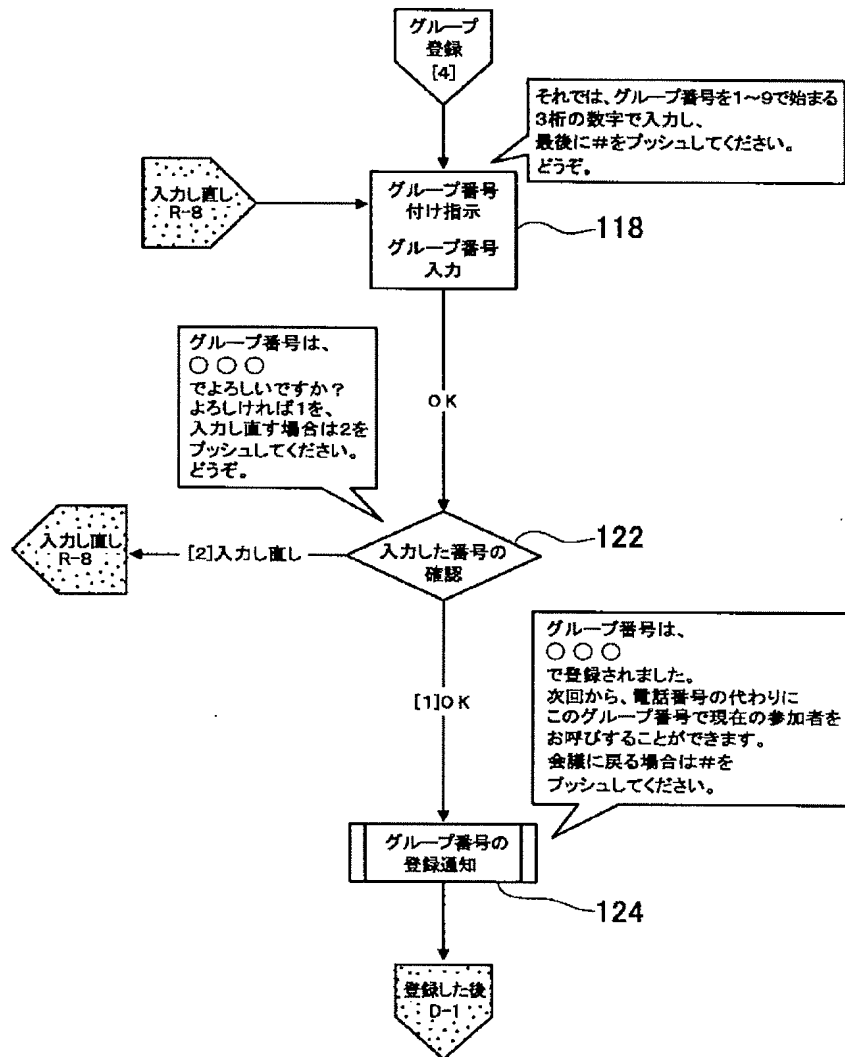 グループ
登録
[4]
それでは、グループ番号を1～9で始まる
3桁の数字で入力し、
最後に＃をプッシュしてください。
どうぞ。
入力し直し
R-8
グループ番号
付け指示
グループ番号
入力
118
グループ番号は、
○ ○ ○
でよろしいですか？
よろしければ1を、
入力し直す場合は2を
プッシュしてください。
どうぞ。
OK
入力し直し
R-8
[2]入力し直し
入力した番号の
確認
122
グループ番号は、
○ ○ ○
で登録されました。
次回から、電話番号の代わりに
このグループ番号で現在の参加者を
お呼びすることができます。
会議に戻る場合は＃を
プッシュしてください。
[1]OK
グループ番号の
登録通知
124
登録した後
D-1